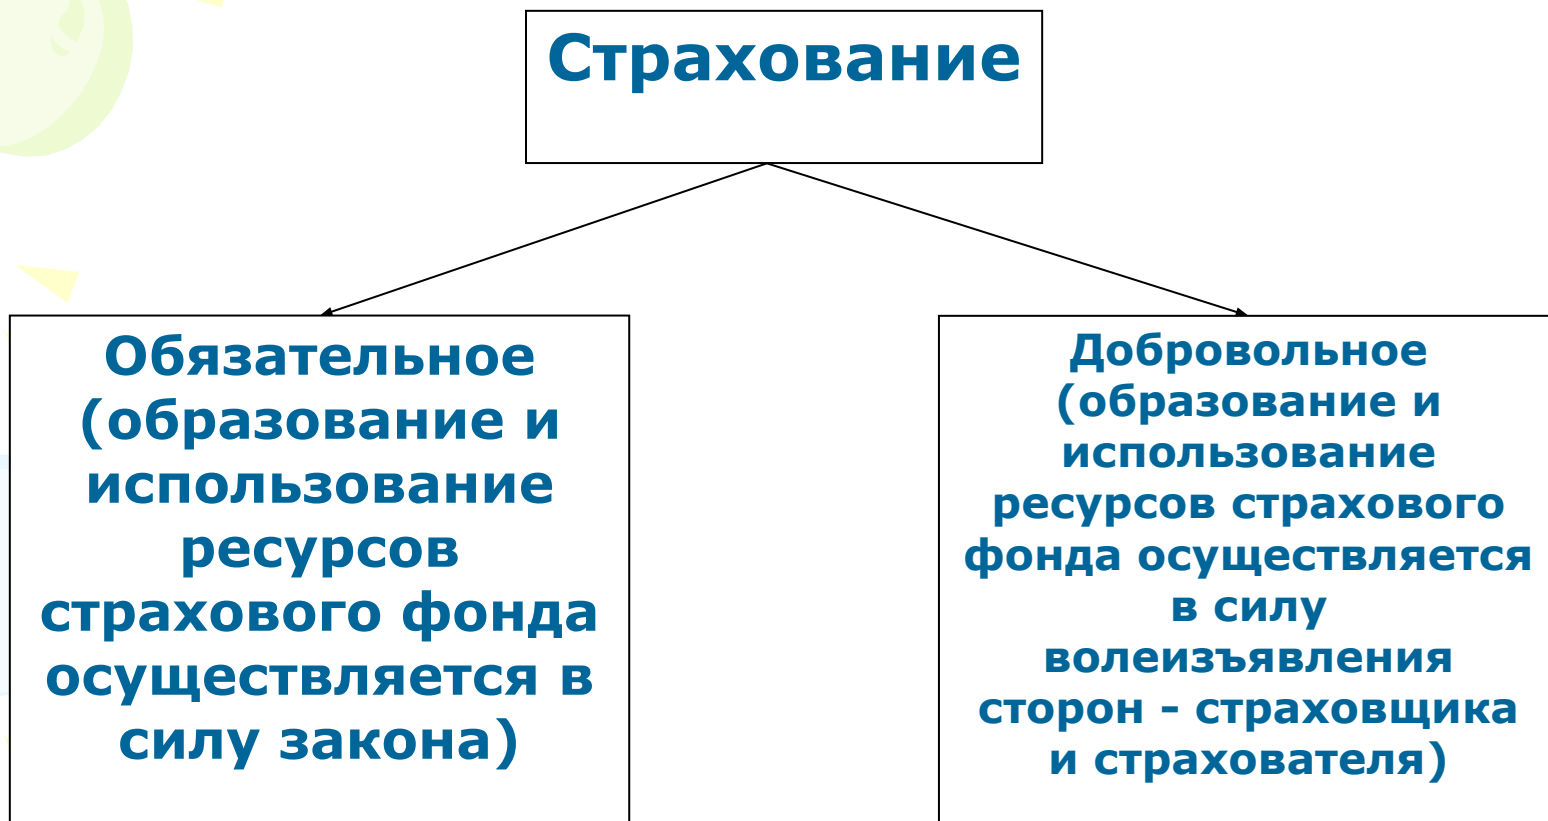 Страхование
Обязательное
(образование и
использование
ресурсов
страхового фонда
осуществляется в
силу закона)
Добровольное
(образование и
использование
ресурсов страхового
фонда осуществляется
в силу
волеизъявления
сторон - страховщика
и страхователя)